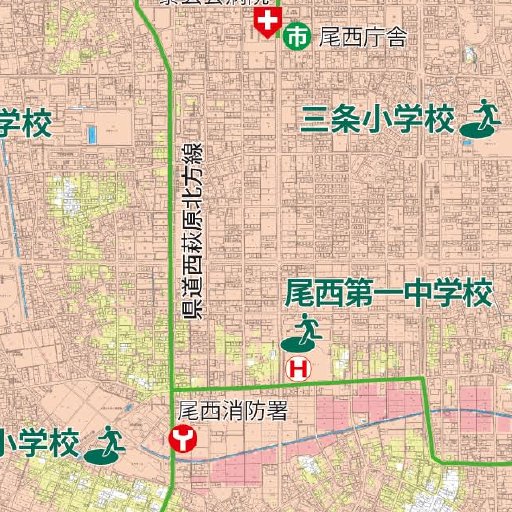 市
尾西庁舎
三条小学校
学校
県道西萩原北方線
尾西第一中学校
H
尾西消防署
小学校